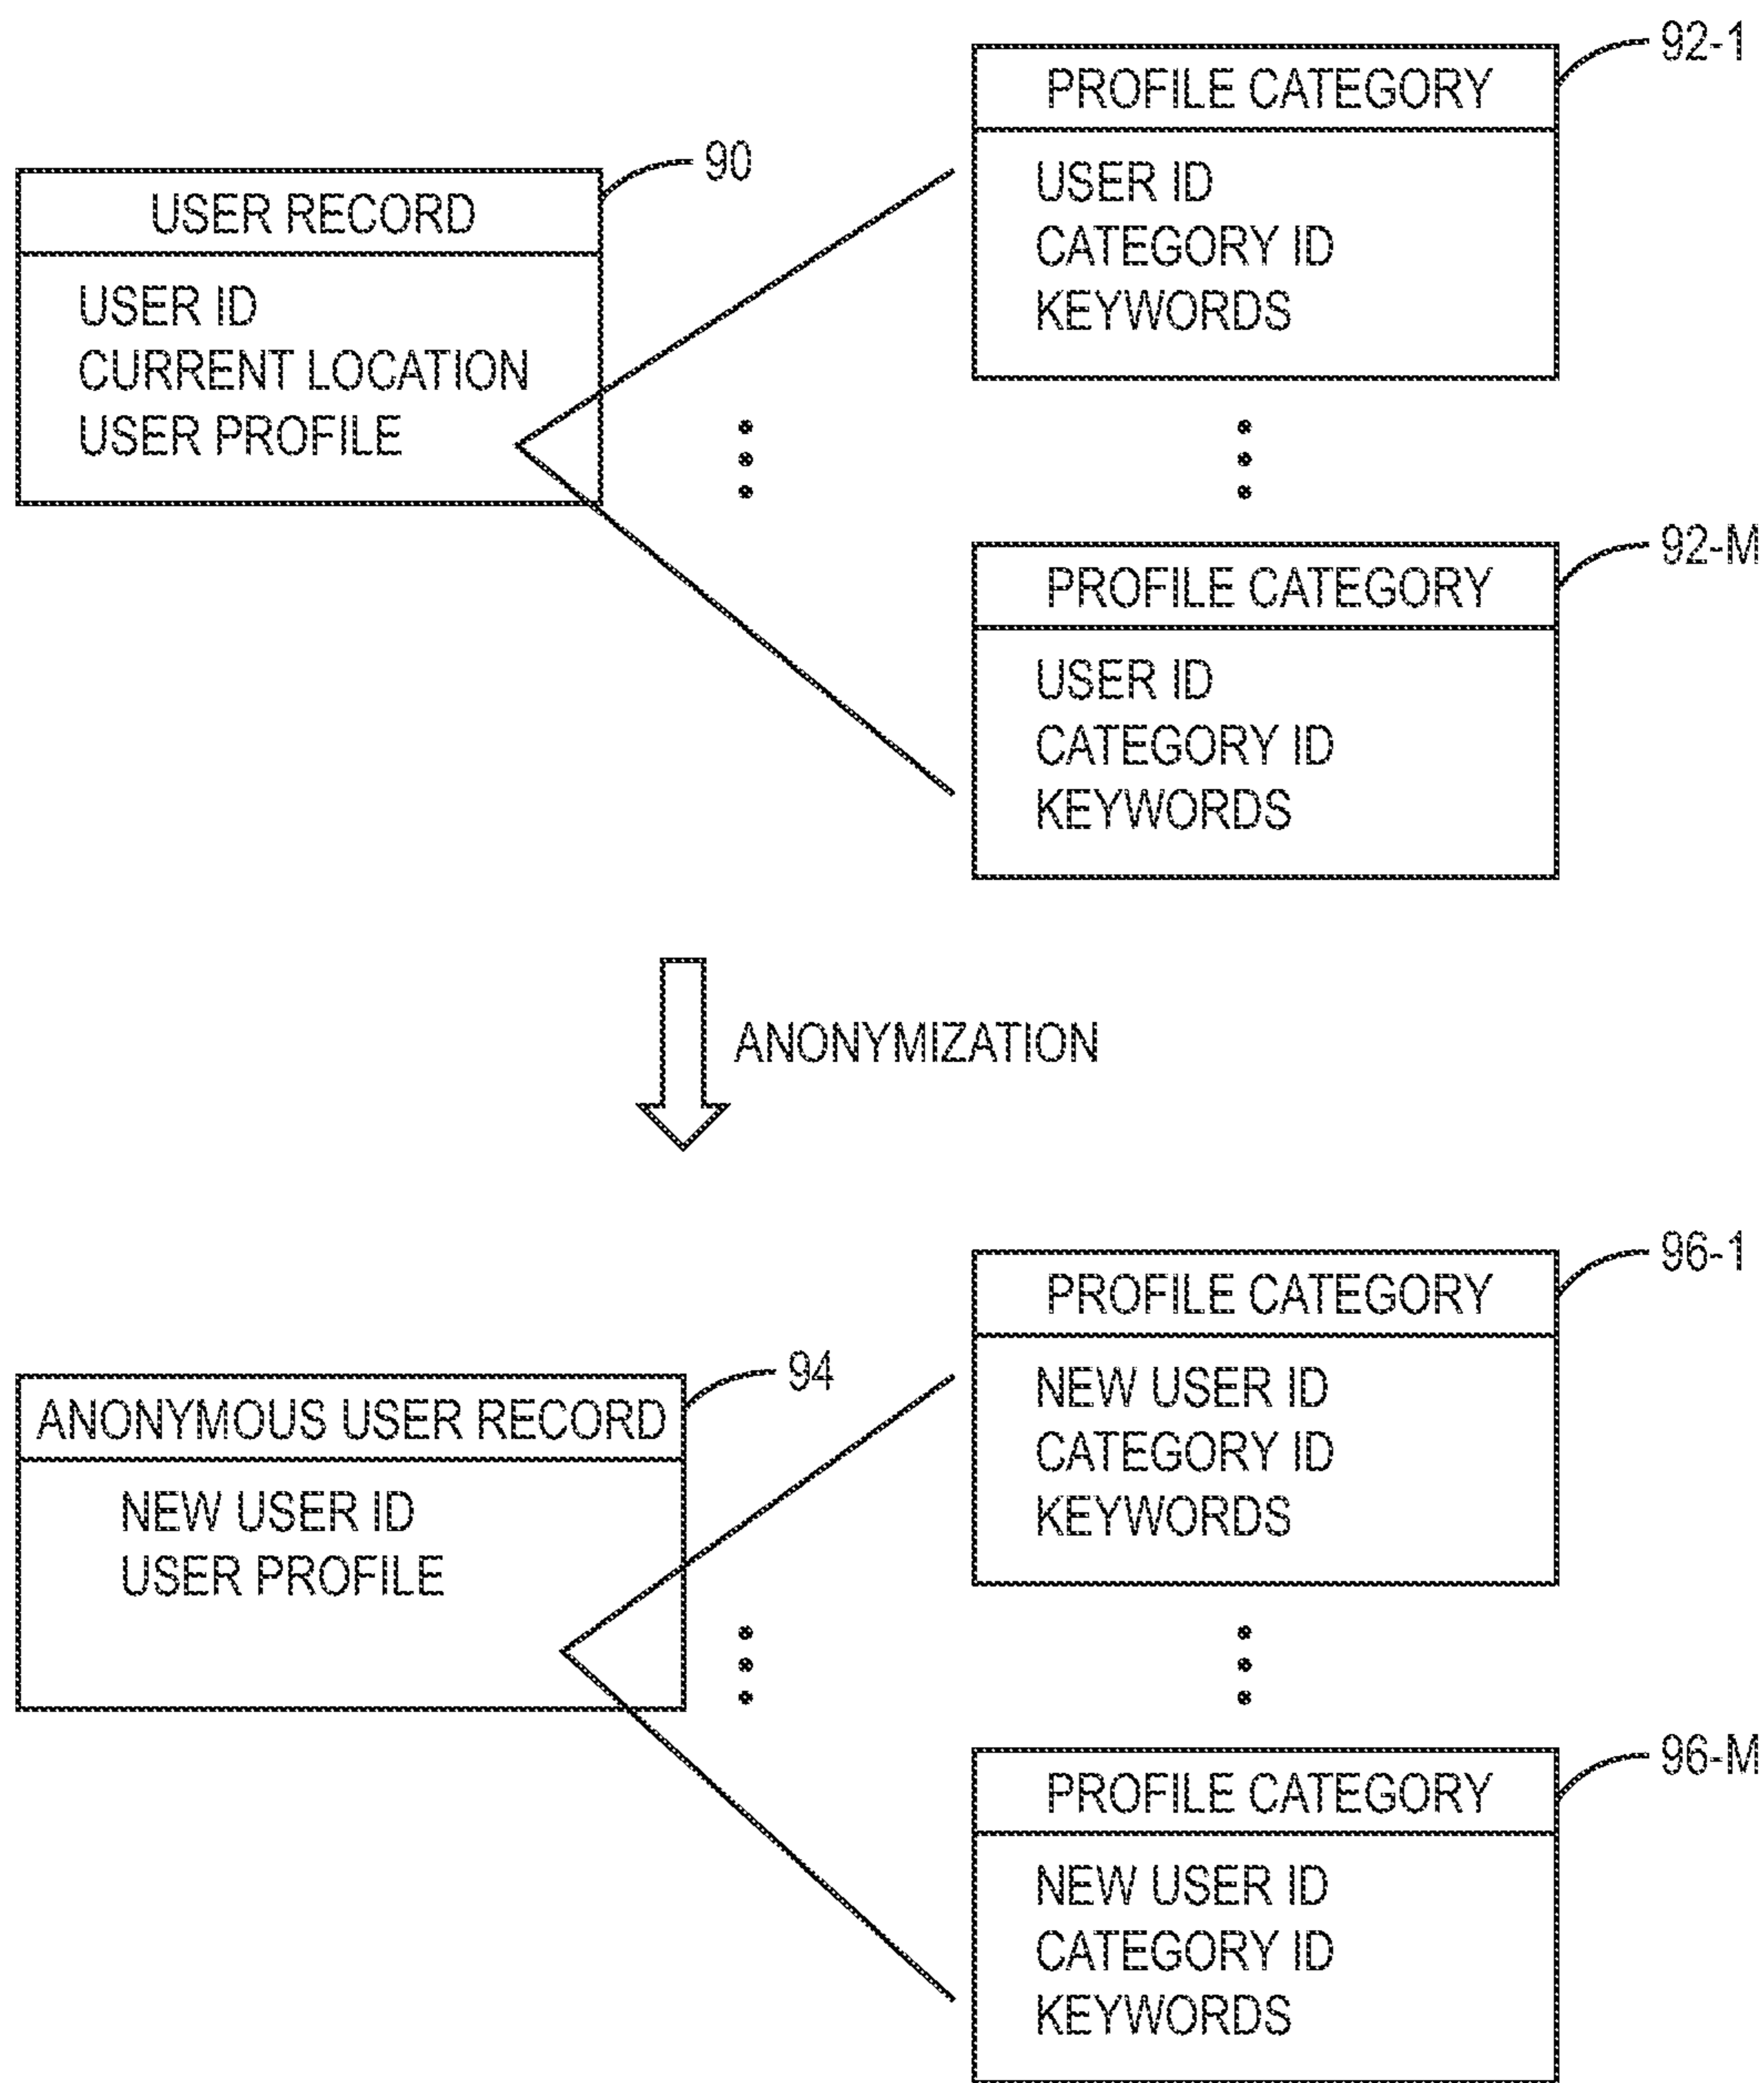 92-1
PROFILE CATEGORY
USER ID
CATEGORY ID
KEYWORDS
90
USER RECORD
USER ID
CURRENT LOCATION
USER PROFILE
92-M
PROFILE CATEGORY
USER ID
CATEGORY ID
KEYWORDS
ANONYMIZATION
96-1
PROFILE CATEGORY
NEW USER ID
CATEGORY ID
KEYWORDS
94
ANONYMOUS USER RECORD
NEW USER ID
USER PROFILE
96-M
PROFILE CATEGORY
NEW USER ID
CATEGORY ID
KEYWORDS